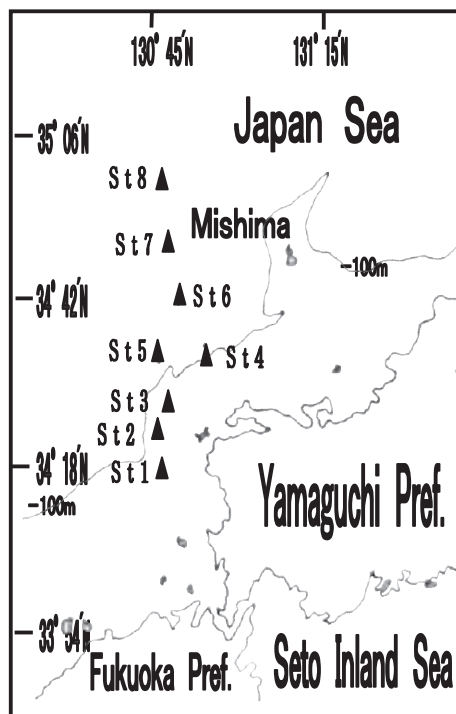 130° 45′N 131° 15′N
35° 06′N
Japan Sea
St8
Mishima
St7
-100m
34° 42′N
St6
St5
St4
St3
St2
34° 18′N
St1
-100m
Yamaguchi Pref.
33° 54′N
Fukuoka Pref.
Seto Inland Sea